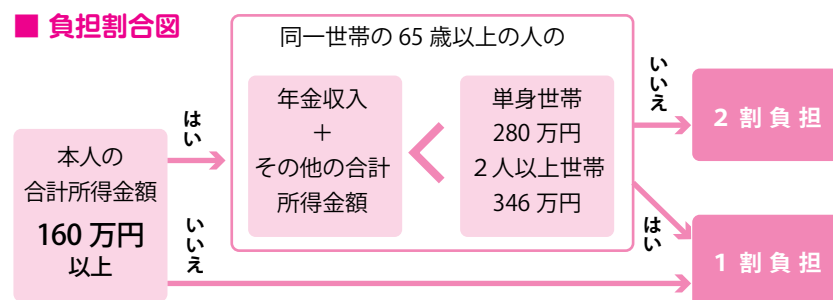 ■ 負担割合図
同一世帯の 65 歳以上の人の
本人の
合計所得金額
160 万円
以上
はい
いいえ
年金収入
＋
その他の合計
所得金額
＜
単身世帯
280 万円
２人以上世帯
346 万円
いいえ
はい
2 割 負 担
1 割 負 担